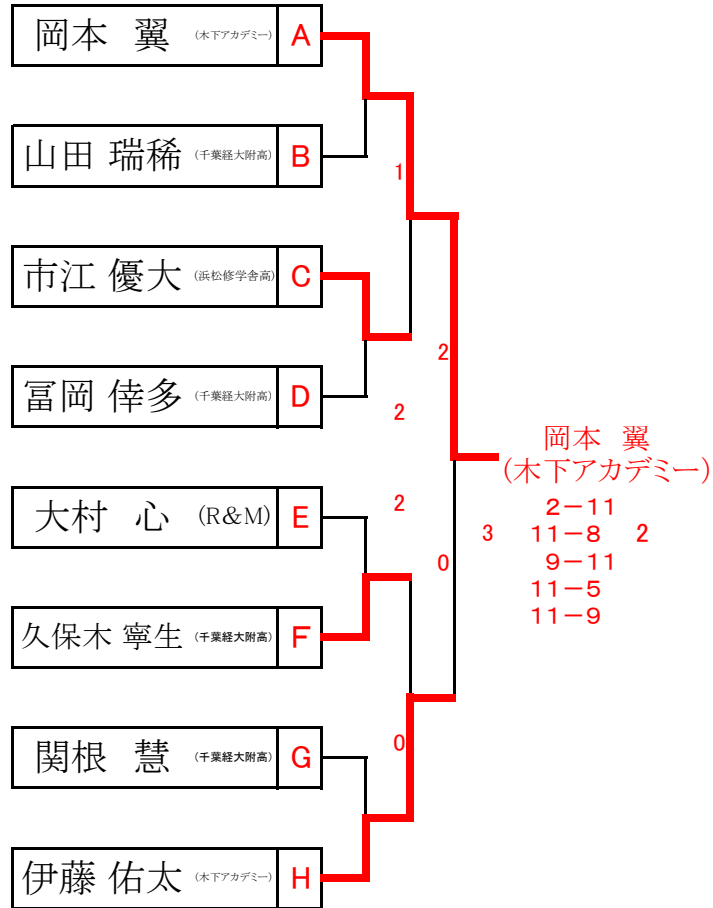 岡本 翼 (木下アカデミー) A
山田 瑞稀 (千葉経大附高) B
1
市江 優大 (浜松修学舎高) C
2
冨岡 倖多 (千葉経大附高) D
2
岡本 翼
(木下アカデミー)
大村 心 (R&M) E
2
2-11
3 11-8 2
0
9-11
11-5
11-9
久保木 寧生 (千葉経大附高) F
関根 慧 (千葉経大附高) G
0
伊藤 佑太 (木下アカデミー) H